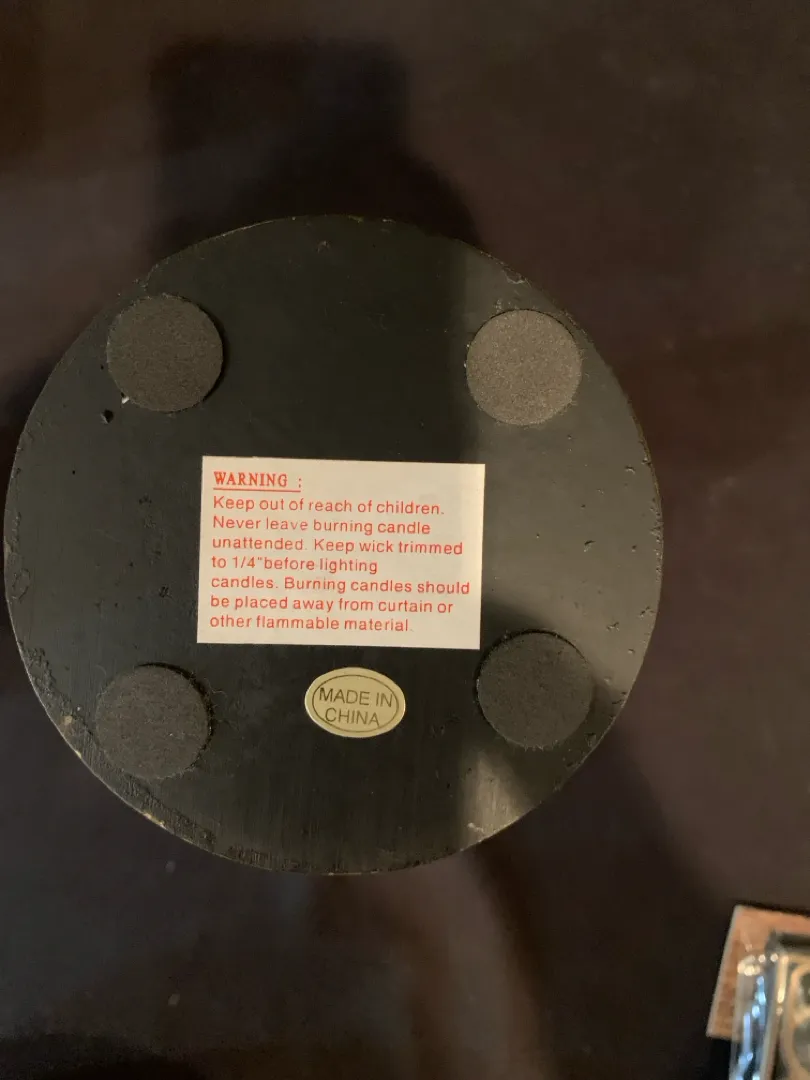 WARNING :
Keep out of reach of children.
Never leave burning candle
unattended. Keep wick trimmed
to 1/4"before lighting
candles. Burning candles should
be placed away from curtain or
other flammable material.
MADE IN
CHINA